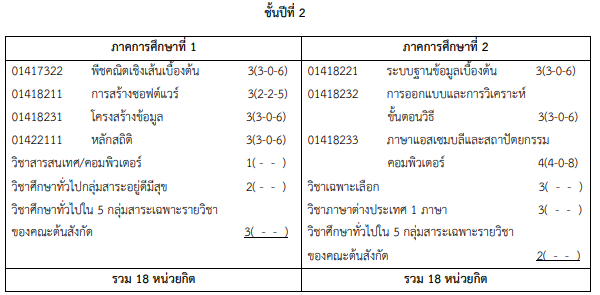 ชั้นปีที่ 2
ภาคการศึกษาที่ 1
01417322 พีชคณิตเชิงเส้นเบื้องต้น 3(3-0-6)
01418211 การสร้างซอฟต์แวร์ 3(2-2-5)
01418231 โครงสร้างข้อมูล 3(3-0-6)
01422111 หลักสถิติ 3(3-0-6)
วิชาสารสนเทศ/คอมพิวเตอร์ 1( - - )
วิชาศึกษาทั่วไปกลุ่มสาระอยู่ดีมีสุข 2( - - )
วิชาศึกษาทั่วไปใน 5 กลุ่มสาระเฉพาะรายวิชา
ของคณะต้นสังกัด 3( - - )
รวม 18 หน่วยกิต
ภาคการศึกษาที่ 2
01418221 ระบบฐานข้อมูลเบื้องต้น 3(3-0-6)
01418232 การออกแบบและการวิเคราะห์
ขั้นตอนวิธี 3(3-0-6)
01418233 ภาษาแอสเซมบลีและสถาปัตยกรรม
คอมพิวเตอร์ 4(4-0-8)
วิชาเฉพาะเลือก 3( - - )
วิชาภาษาต่างประเทศ 1 ภาษา 3( - - )
วิชาศึกษาทั่วไปใน 5 กลุ่มสาระเฉพาะรายวิชา
ของคณะต้นสังกัด 2( - - )
รวม 18 หน่วยกิต